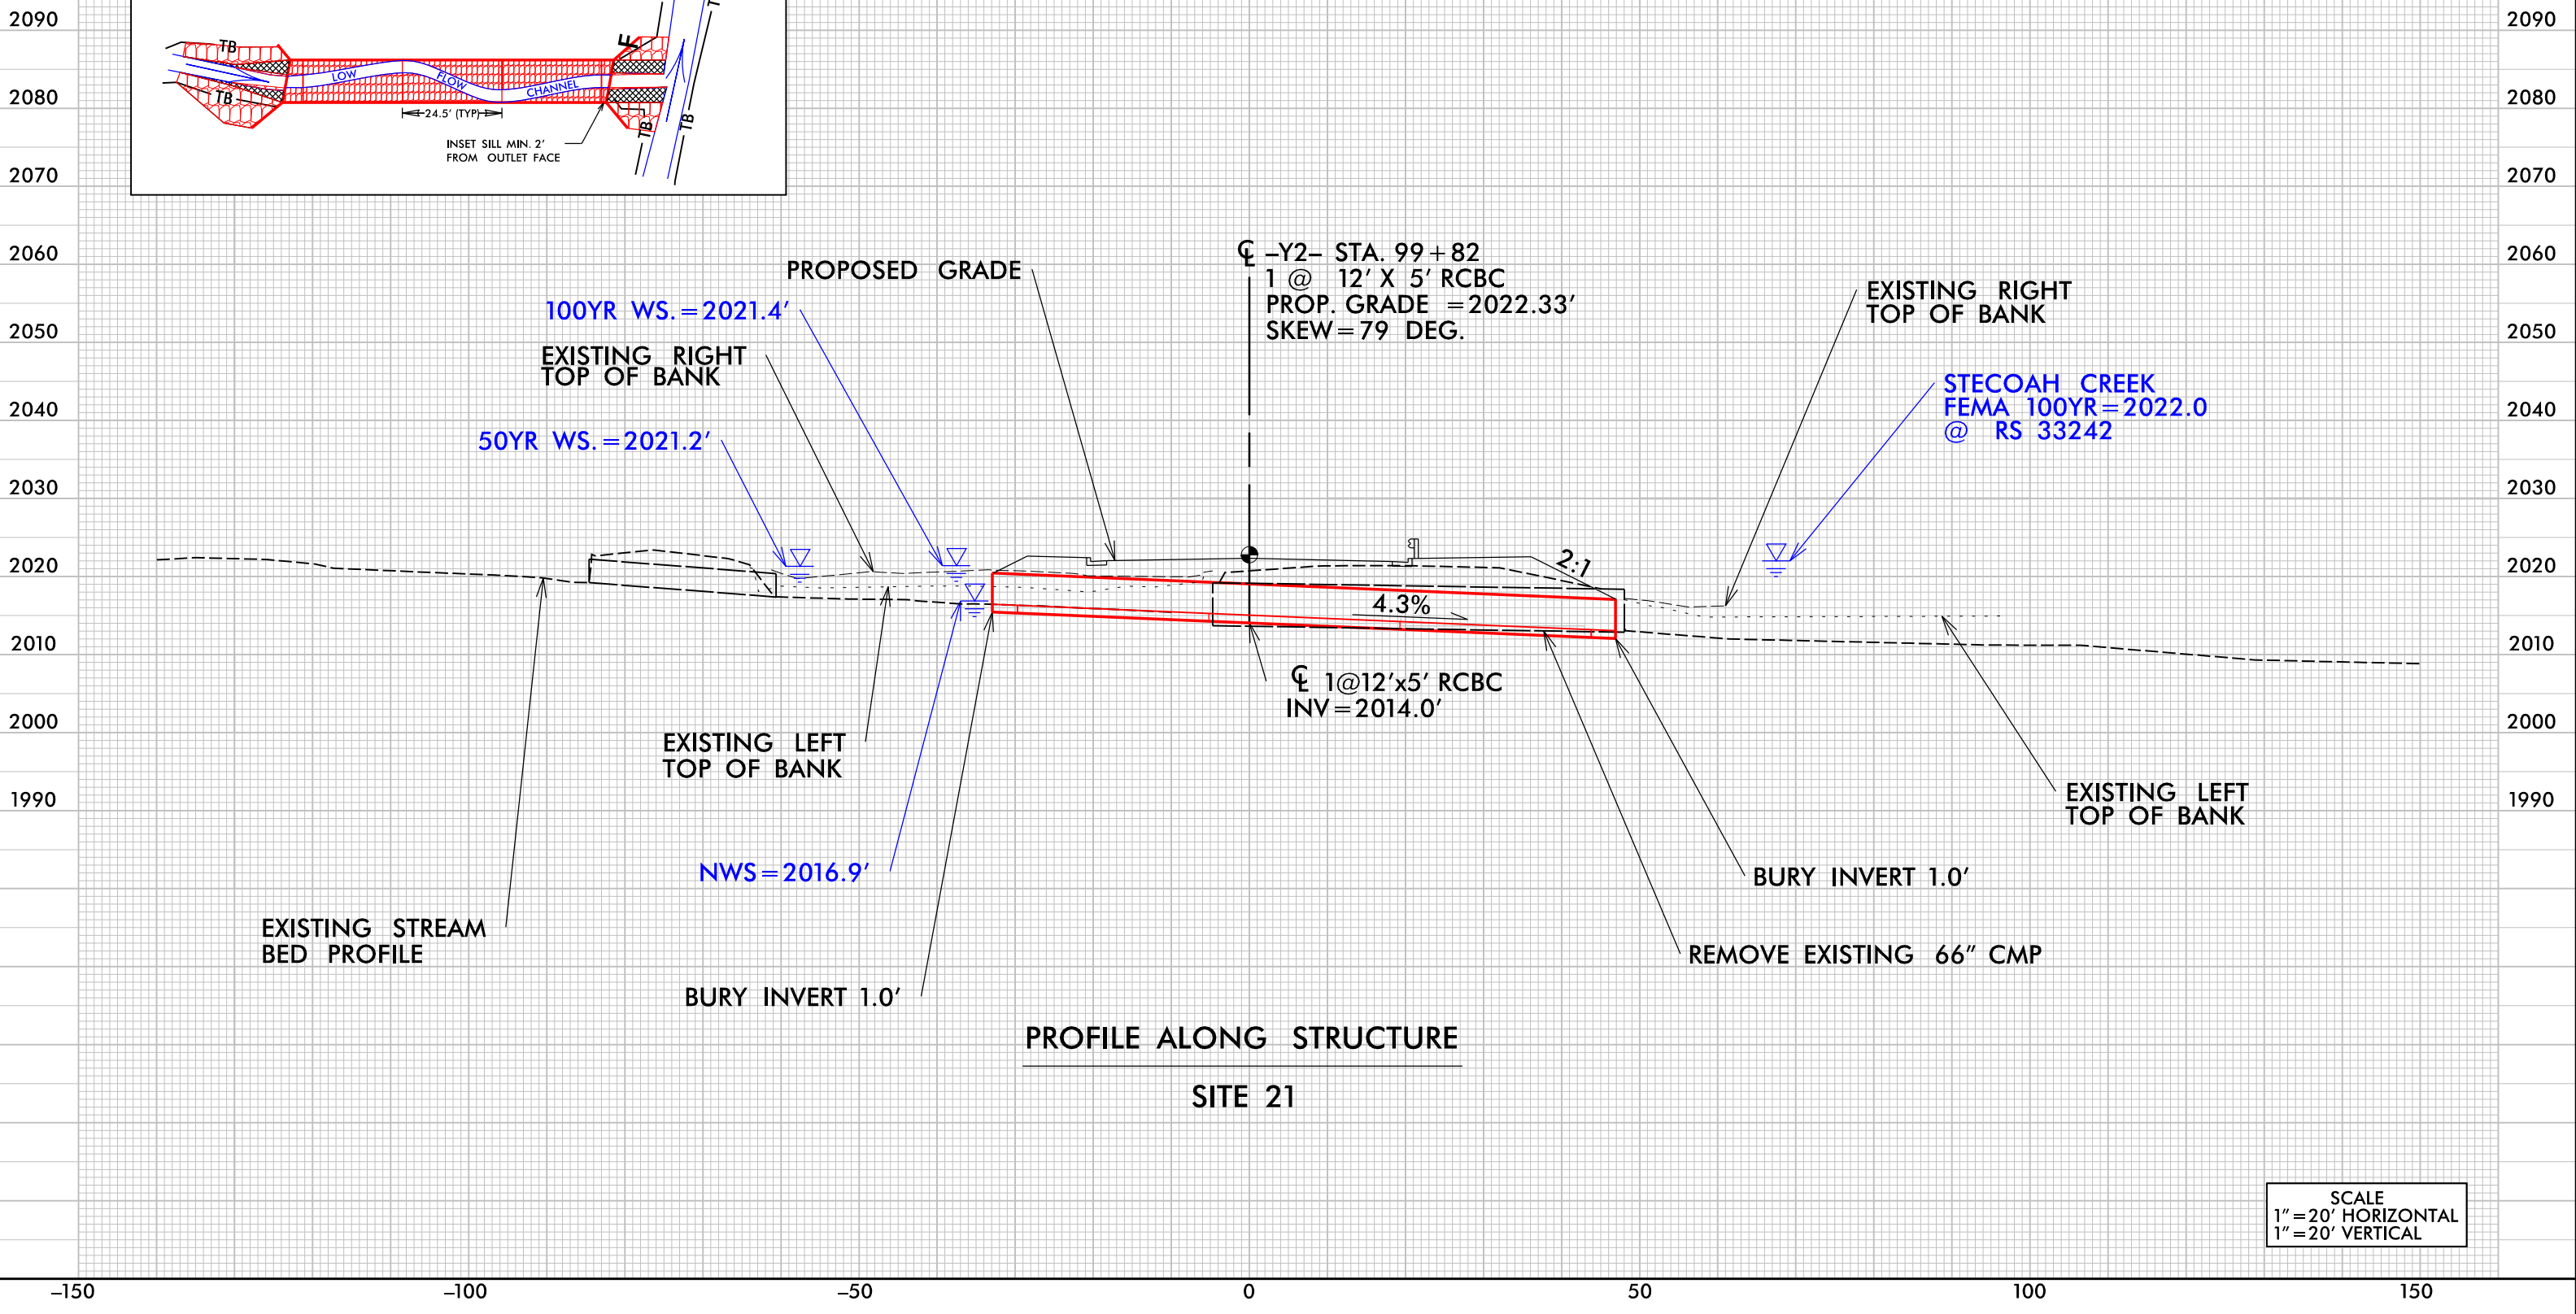 2090
2080
2070
2060
2050
2040
2030
2020
2010
2000
1990
TB
TB
LOW
FLOW
CHANNEL
24.5' (TYP)
F
TB
TB
INSET SILL MIN. 2'
FROM OUTLET FACE
PROPOSED GRADE
100YR WS.=2021.4'
EXISTING RIGHT
TOP OF BANK
50YR WS.=2021.2'
℄ –Y2– STA. 99+82
1 @ 12' X 5' RCBC
PROP. GRADE =2022.33'
SKEW=79 DEG.
EXISTING RIGHT
TOP OF BANK
STECOAH CREEK
FEMA 100YR=2022.0
@ RS 33242
2:1
4.3%
℄ 1@12'x5' RCBC
INV=2014.0'
EXISTING LEFT
TOP OF BANK
NWS=2016.9'
EXISTING STREAM
BED PROFILE
BURY INVERT 1.0'
EXISTING LEFT
TOP OF BANK
BURY INVERT 1.0'
REMOVE EXISTING 66" CMP
PROFILE ALONG STRUCTURE
SITE 21
SCALE
1"=20' HORIZONTAL
1"=20' VERTICAL
2090
2080
2070
2060
2050
2040
2030
2020
2010
2000
1990
–150
–100
–50
0
50
100
150